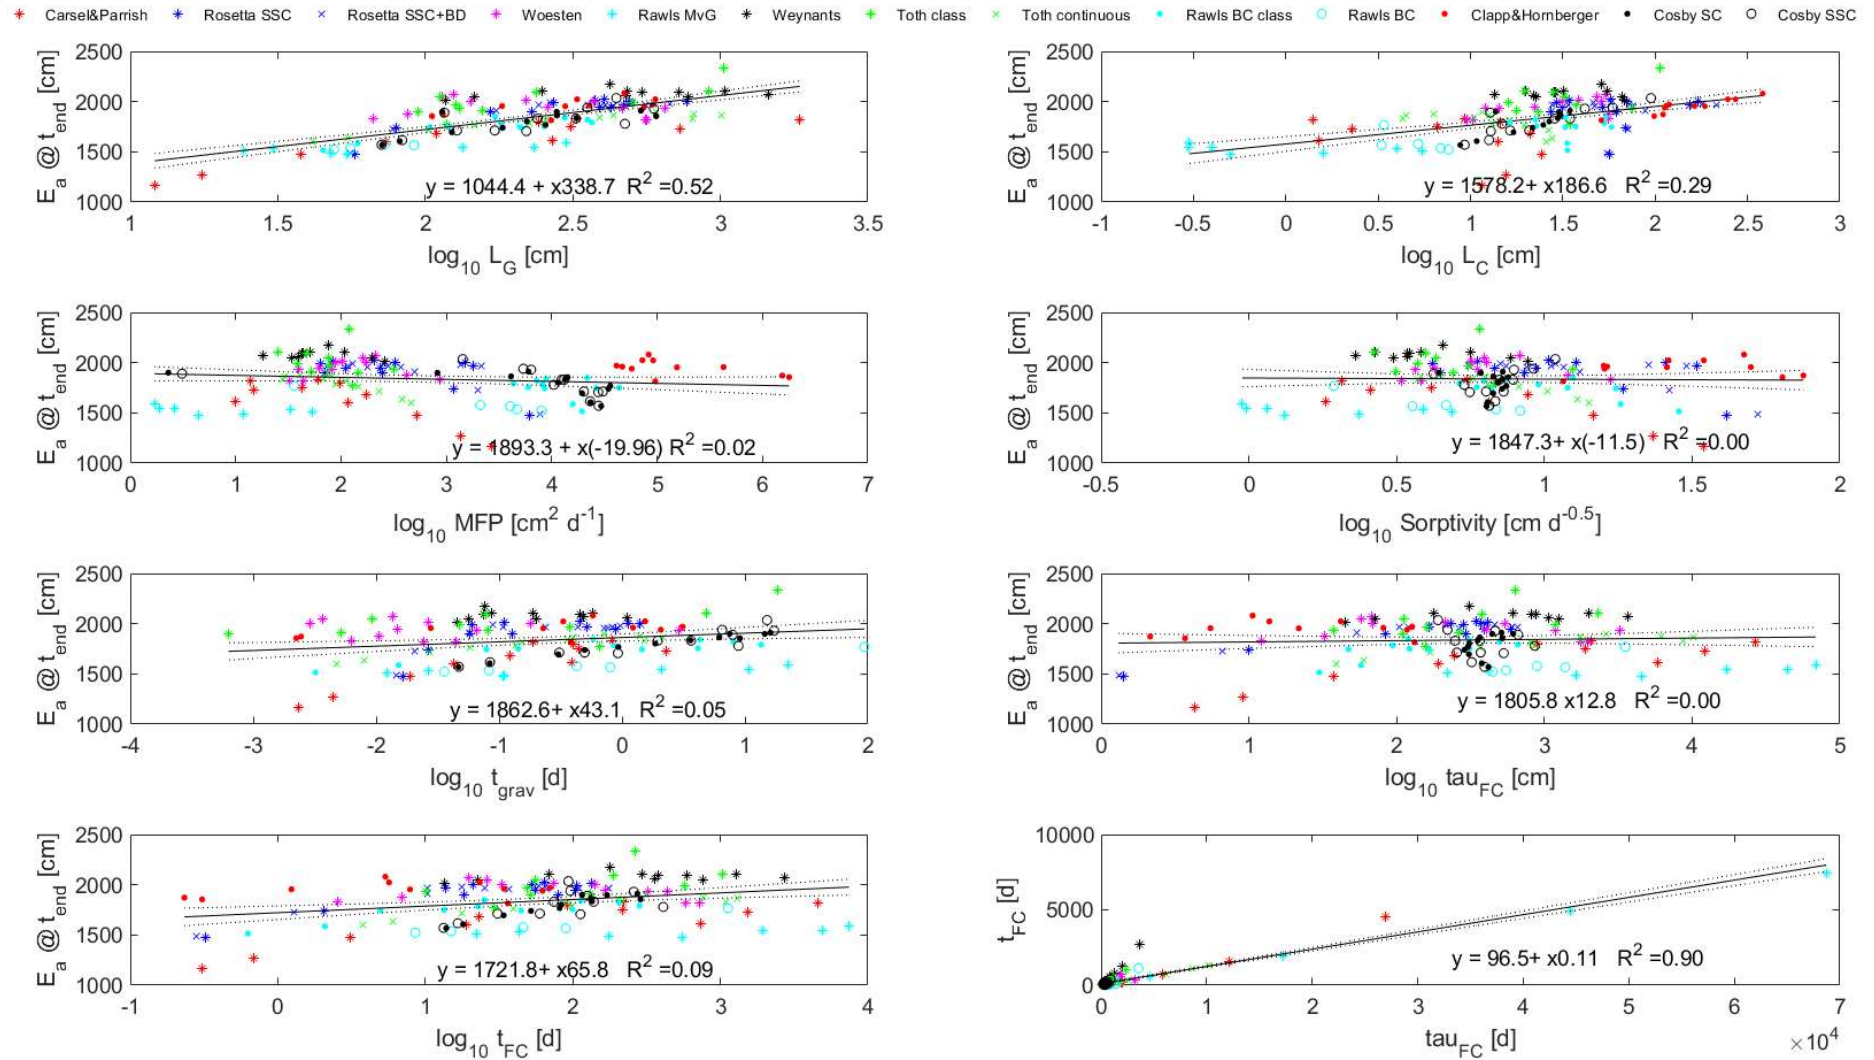 Carsel&Parrish Rosetta SSC Rosetta SSC+BD Woesten Rawls MvG Weynants Toth class Toth continuous Rawls BC class Rawls BC Clapp&Hornberger Cosby SC Cosby SSC
E_a @ t_end [cm]
2500
2000
1500
1000
y = 1044.4 + x338.7 R^2 =0.52
1 1.5 2 2.5 3 3.5
log_10 L_G [cm]
E_a @ t_end [cm]
2500
2000
1500
1000
y = 1578.2+ x186.6 R^2 =0.29
-1 -0.5 0 0.5 1 1.5 2 2.5 3
log_10 L_C [cm]
E_a @ t_end [cm]
2500
2000
1500
1000
y = 1893.3 + x(-19.96) R^2 =0.02
0 1 2 3 4 5 6 7
log_10 MFP [cm^2 d^-1]
E_a @ t_end [cm]
2500
2000
1500
1000
y = 1847.3+ x(-11.5) R^2 =0.00
-0.5 0 0.5 1 1.5 2
log_10 Sorptivity [cm d^-0.5]
E_a @ t_end [cm]
2500
2000
1500
1000
y = 1862.6+ x43.1 R^2 =0.05
-4 -3 -2 -1 0 1 2
log_10 t_grav [d]
E_a @ t_end [cm]
2500
2000
1500
1000
y = 1805.8 x12.8 R^2 =0.00
0 1 2 3 4 5
log_10 tau_FC [cm]
E_a @ t_end [cm]
2500
2000
1500
1000
y = 1721.8+ x65.8 R^2 =0.09
-1 0 1 2 3 4
log_10 t_FC [d]
t_FC [d]
10000
5000
0
y = 96.5+ x0.11 R^2 =0.90
0 1 2 3 4 5 6 7
×10^4
tau_FC [d]